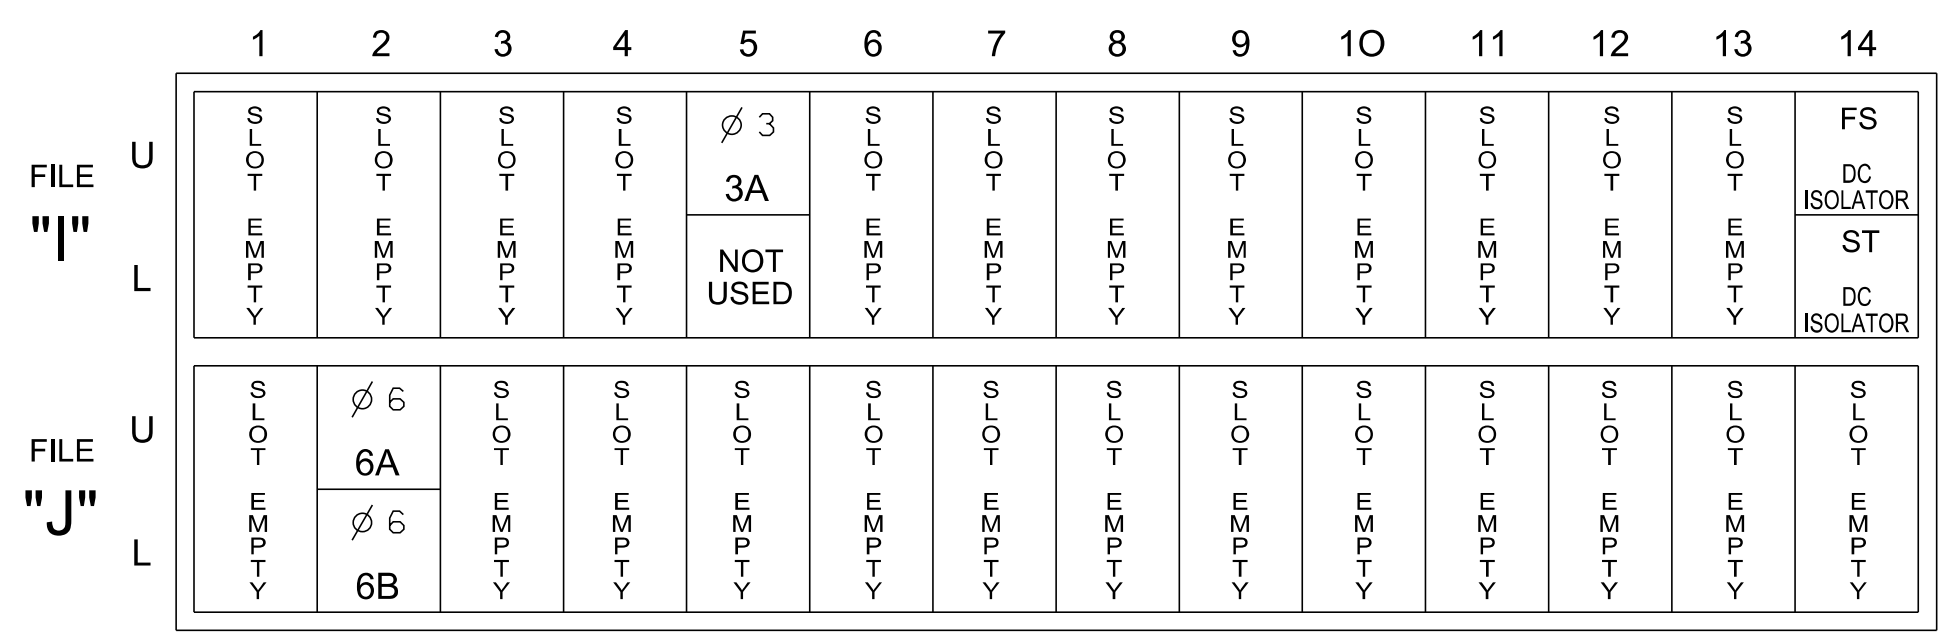 1 2 3 4 5 6 7 8 9 10 11 12 13 14
FILE "I"
U
L
SLOT EMPTY
SLOT EMPTY
SLOT EMPTY
SLOT EMPTY
Ø 3
3A
NOT
USED
SLOT EMPTY
SLOT EMPTY
SLOT EMPTY
SLOT EMPTY
SLOT EMPTY
SLOT EMPTY
SLOT EMPTY
SLOT EMPTY
FS
DC
ISOLATOR
ST
DC
ISOLATOR
FILE "J"
U
L
SLOT EMPTY
Ø 6
6A
Ø 6
6B
SLOT EMPTY
SLOT EMPTY
SLOT EMPTY
SLOT EMPTY
SLOT EMPTY
SLOT EMPTY
SLOT EMPTY
SLOT EMPTY
SLOT EMPTY
SLOT EMPTY
SLOT EMPTY
SLOT EMPTY